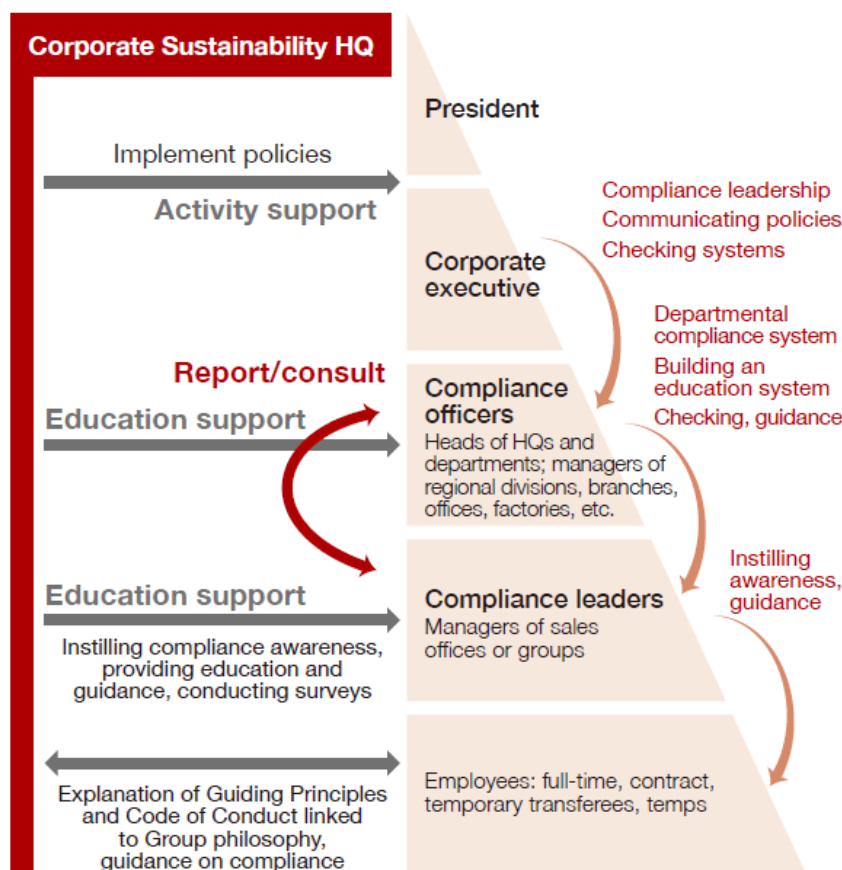 Corporate Sustainability HQ
President
Implement policies
Activity support
Compliance leadership
Communicating policies
Checking systems
Corporate
executive
Departmental
compliance system
Building an
education system
Checking, guidance
Report/consult
Education support
Compliance
officers
Heads of HQs and
departments; managers of
regional divisions, branches,
offices, factories, etc.
Instilling
awareness,
guidance
Education support
Instilling compliance awareness,
providing education and
guidance, conducting surveys
Compliance leaders
Managers of sales
offices or groups
Explanation of Guiding Principles
and Code of Conduct linked
to Group philosophy,
guidance on compliance
Employees: full-time, contract,
temporary transferees, temps